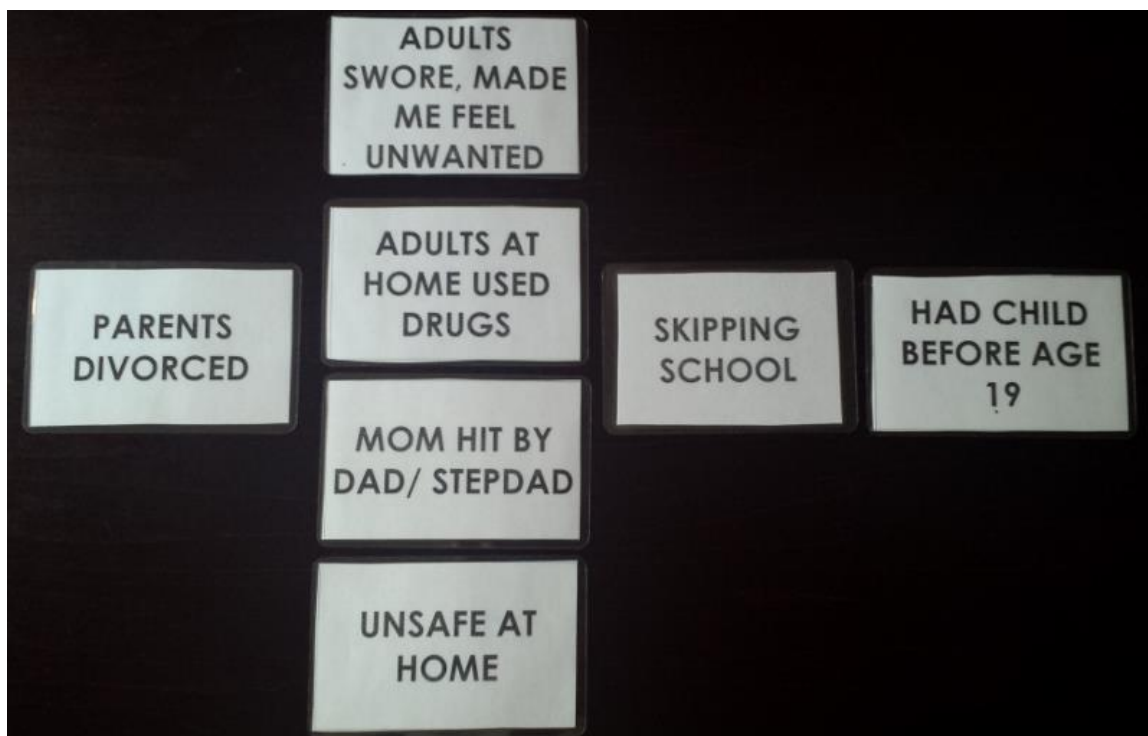 PARENTS
DIVORCED
ADULTS
SWORE, MADE
ME FEEL
UNWANTED
ADULTS AT
HOME USED
DRUGS
MOM HIT BY
DAD/ STEPDAD
UNSAFE AT
HOME
SKIPPING
SCHOOL
HAD CHILD
BEFORE AGE
19